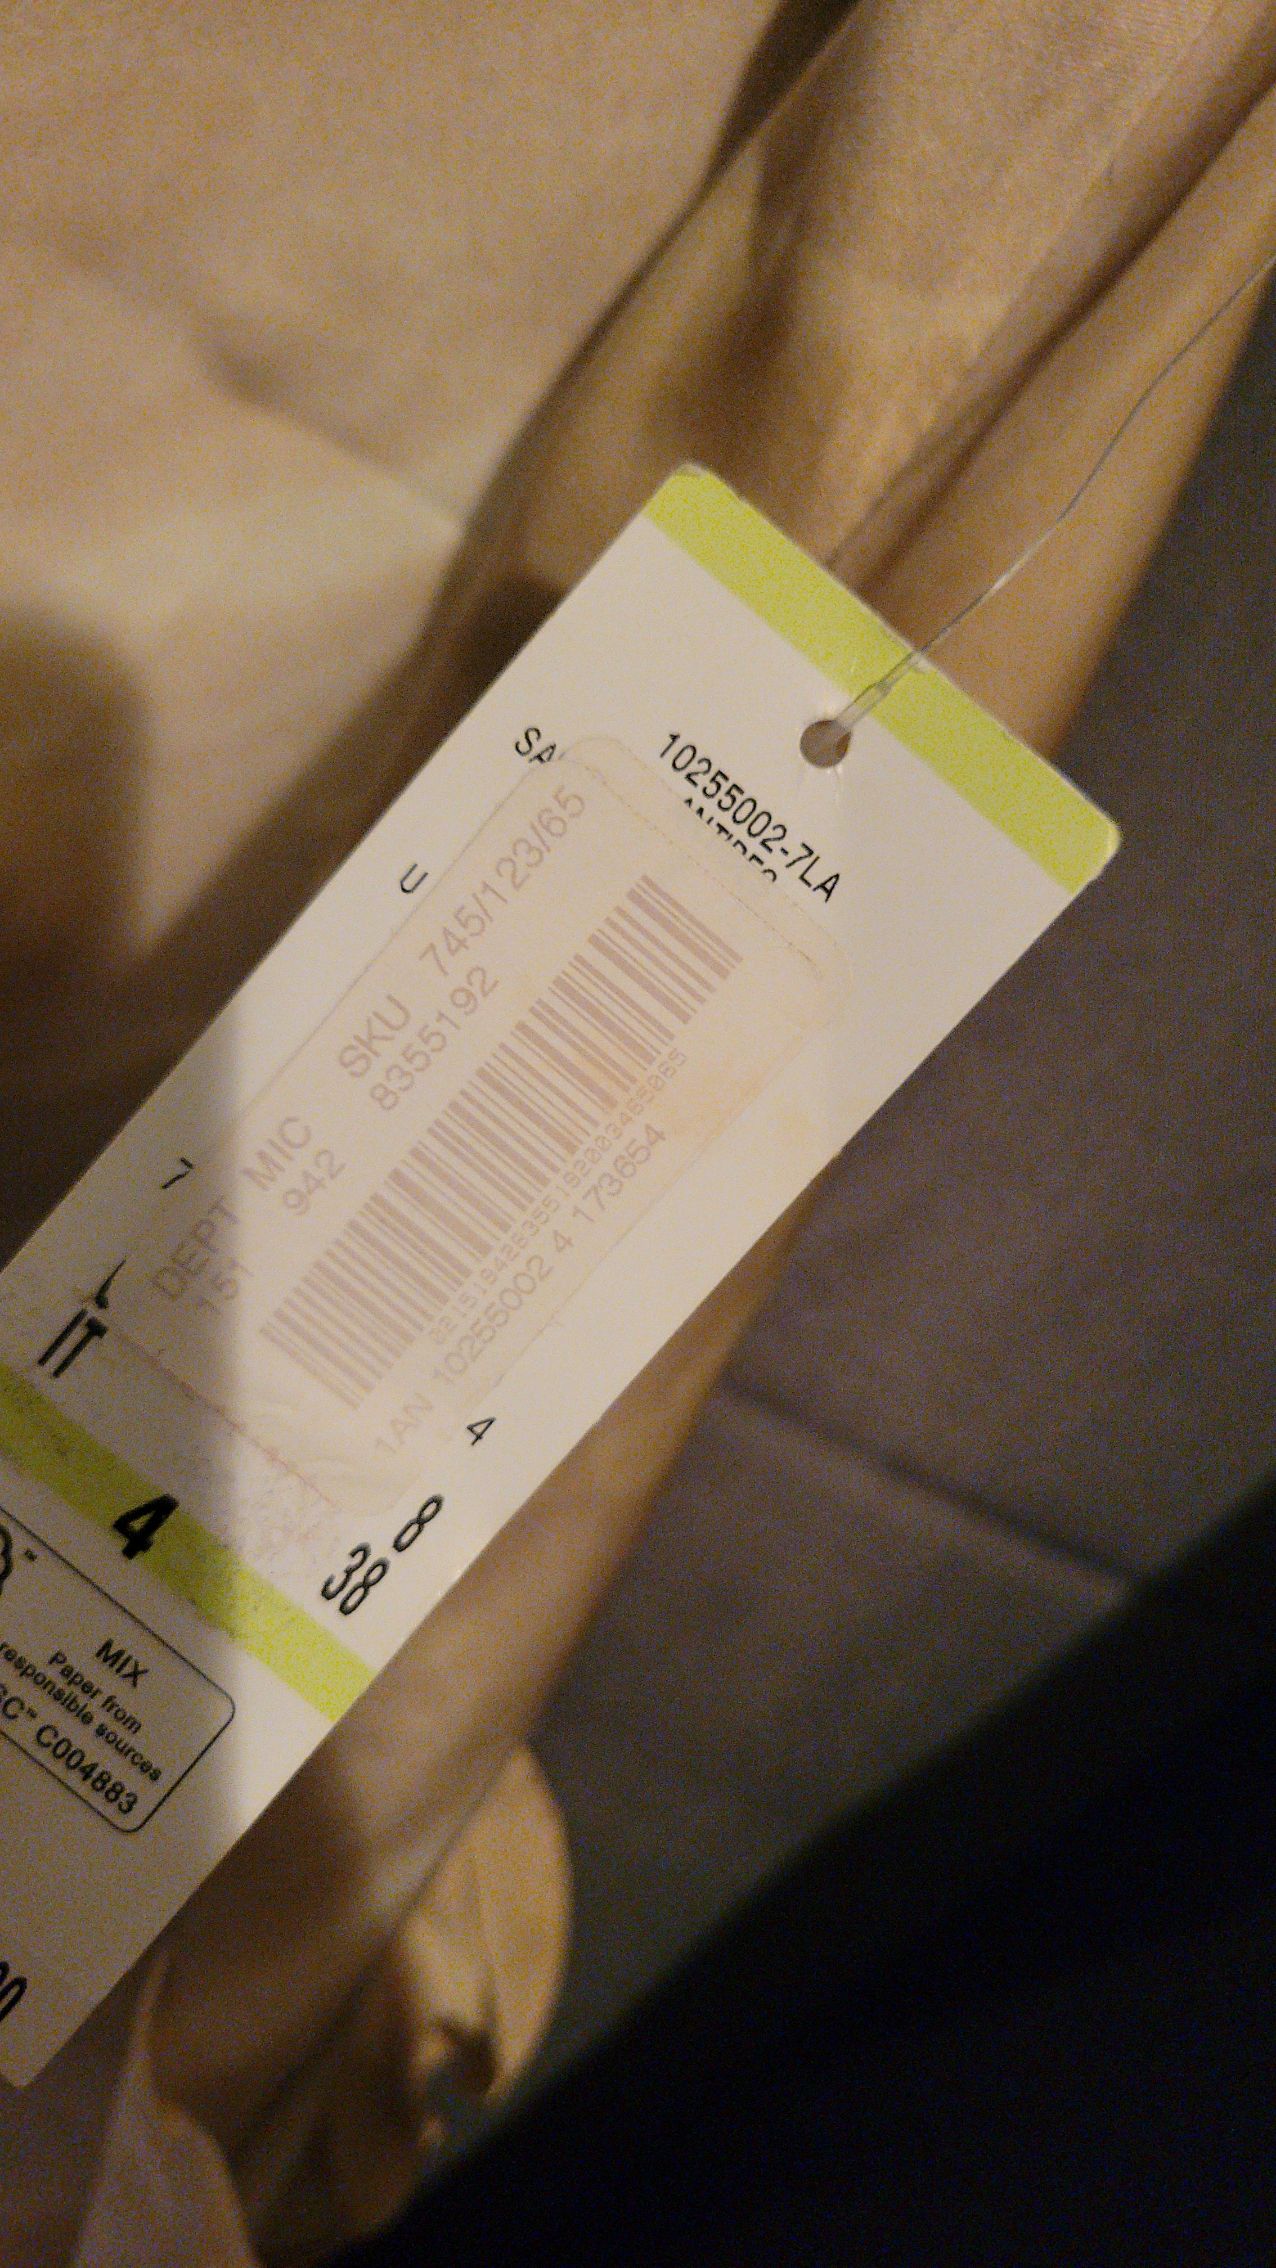 10255002-7LA
SA
U
SKU 745/123/65
8355192
DEPT MIC
151 942
1AN 10255002 4 173654
7
IT
4
8
38
4
MIX
Paper from
responsible sources
C004883